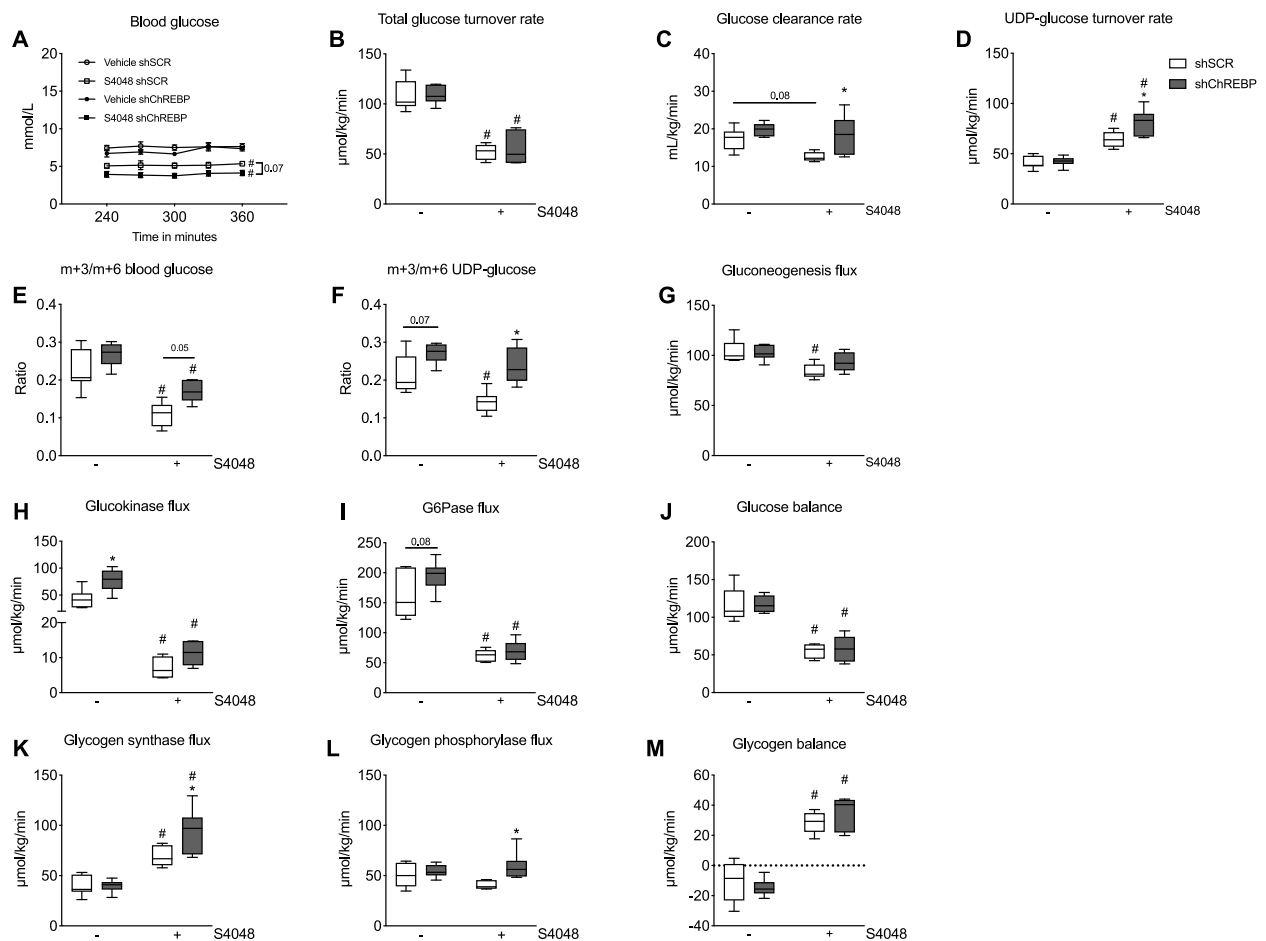 A
Blood glucose
mmol/L
20
15
10
5
0
Vehicle shSCR
S4048 shSCR
Vehicle shChREBP
S4048 shChREBP
#
#
0.07
240
300
360
Time in minutes
B
Total glucose turnover rate
µmol/kg/min
150
100
50
0
# #
- + S4048
C
Glucose clearance rate
mL/kg/min
40
30
20
10
0
0.08
*
- + S4048
D
UDP-glucose turnover rate
µmol/kg/min
150
100
50
0
#
#
*
- + S4048
shSCR
shChREBP
E
m+3/m+6 blood glucose
Ratio
0.4
0.3
0.2
0.1
0.0
0.05
# #
- + S4048
F
m+3/m+6 UDP-glucose
Ratio
0.4
0.3
0.2
0.1
0.0
0.07
#
*
- + S4048
G
Gluconeogenesis flux
µmol/kg/min
150
100
50
0
#
- + S4048
H
Glucokinase flux
µmol/kg/min
150
100
50
20
10
0
*
# #
- + S4048
I
G6Pase flux
µmol/kg/min
250
200
150
100
50
0
0.08
# #
- + S4048
J
Glucose balance
µmol/kg/min
200
150
100
50
0
# #
- + S4048
K
Glycogen synthase flux
µmol/kg/min
150
100
50
0
#
#
*
- + S4048
L
Glycogen phosphorylase flux
µmol/kg/min
150
100
50
0
*
- + S4048
M
Glycogen balance
µmol/kg/min
60
40
20
0
-20
-40
# #
- + S4048